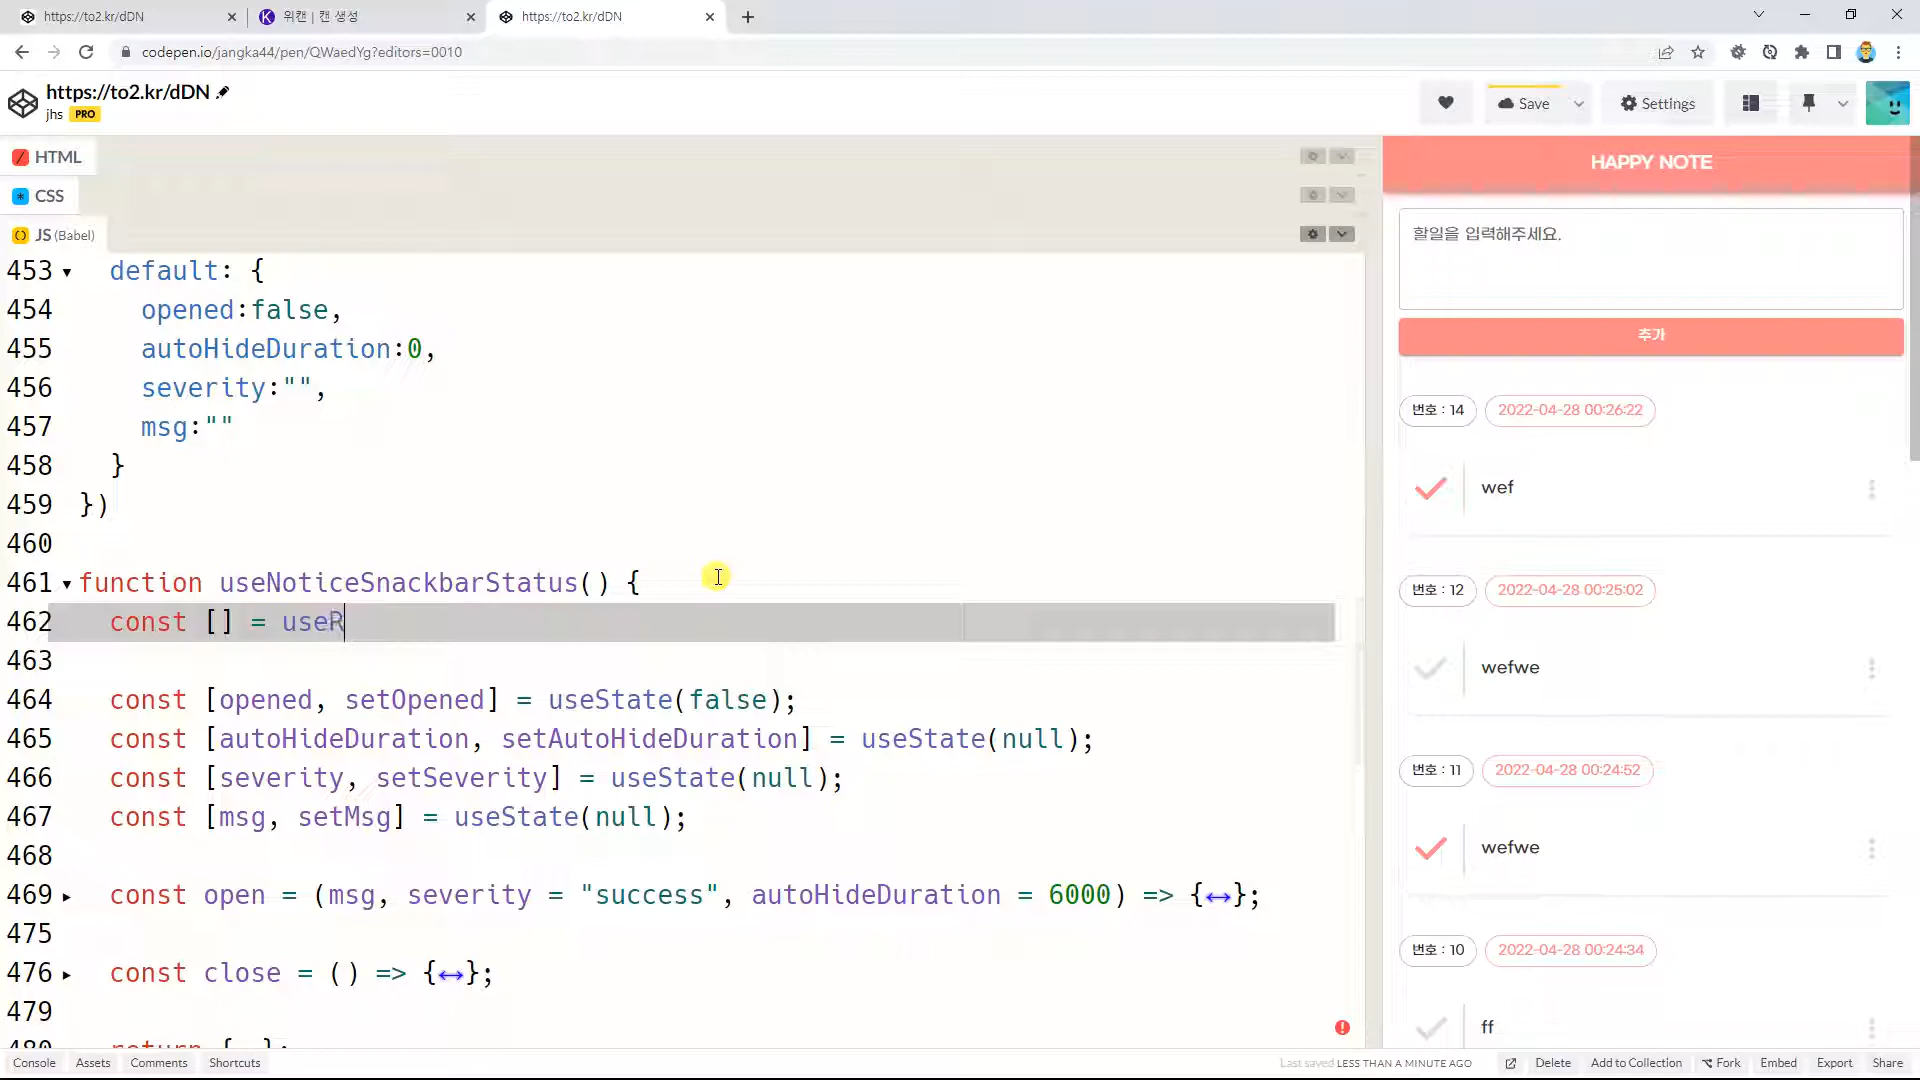 https://to2.kr/dDN
위캔 | 캔 생성
https://to2.kr/dDN
codepen.io/jangka44/pen/QWaedYg?editors=0010
https://to2.kr/dDN
jhs PRO
Save
Settings
HTML
CSS
JS (Babel)
453 default: {
454 opened:false,
455 autoHideDuration:0,
456 severity:"",
457 msg:""
458 }
459 })
460
461 function useNoticeSnackbarStatus() {
462 const [] = useR
463
464 const [opened, setOpened] = useState(false);
465 const [autoHideDuration, setAutoHideDuration] = useState(null);
466 const [severity, setSeverity] = useState(null);
467 const [msg, setMsg] = useState(null);
468
469 const open = (msg, severity = "success", autoHideDuration = 6000) => {↔};
475
476 const close = () => {↔};
479
480 return {
HAPPY NOTE
할일을 입력해주세요.
추가
번호 : 14 2022-04-28 00:26:22
wef
번호 : 12 2022-04-28 00:25:02
wefwe
번호 : 11 2022-04-28 00:24:52
wefwe
번호 : 10 2022-04-28 00:24:34
ff
Console Assets Comments Shortcuts
Last saved LESS THAN A MINUTE AGO
Delete Add to Collection Fork Embed Export Share